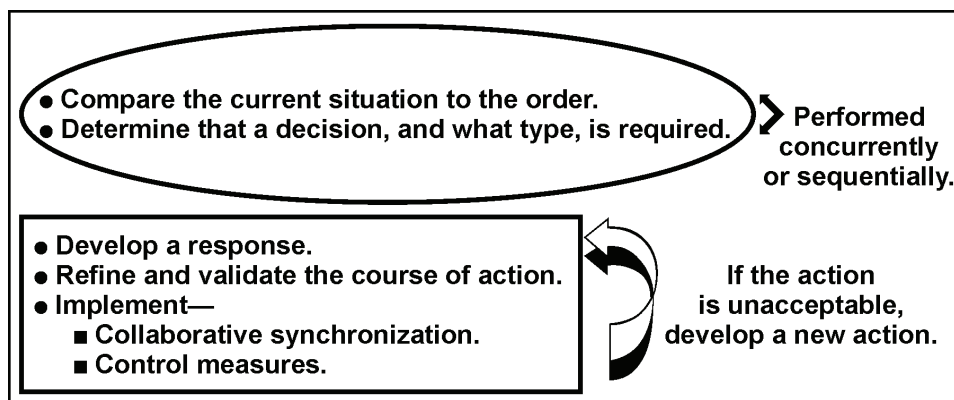 ● Compare the current situation to the order.
● Determine that a decision, and what type, is required.
Performed
concurrently
or sequentially.
● Develop a response.
● Refine and validate the course of action.
● Implement—
■ Collaborative synchronization.
■ Control measures.
If the action
is unacceptable,
develop a new action.